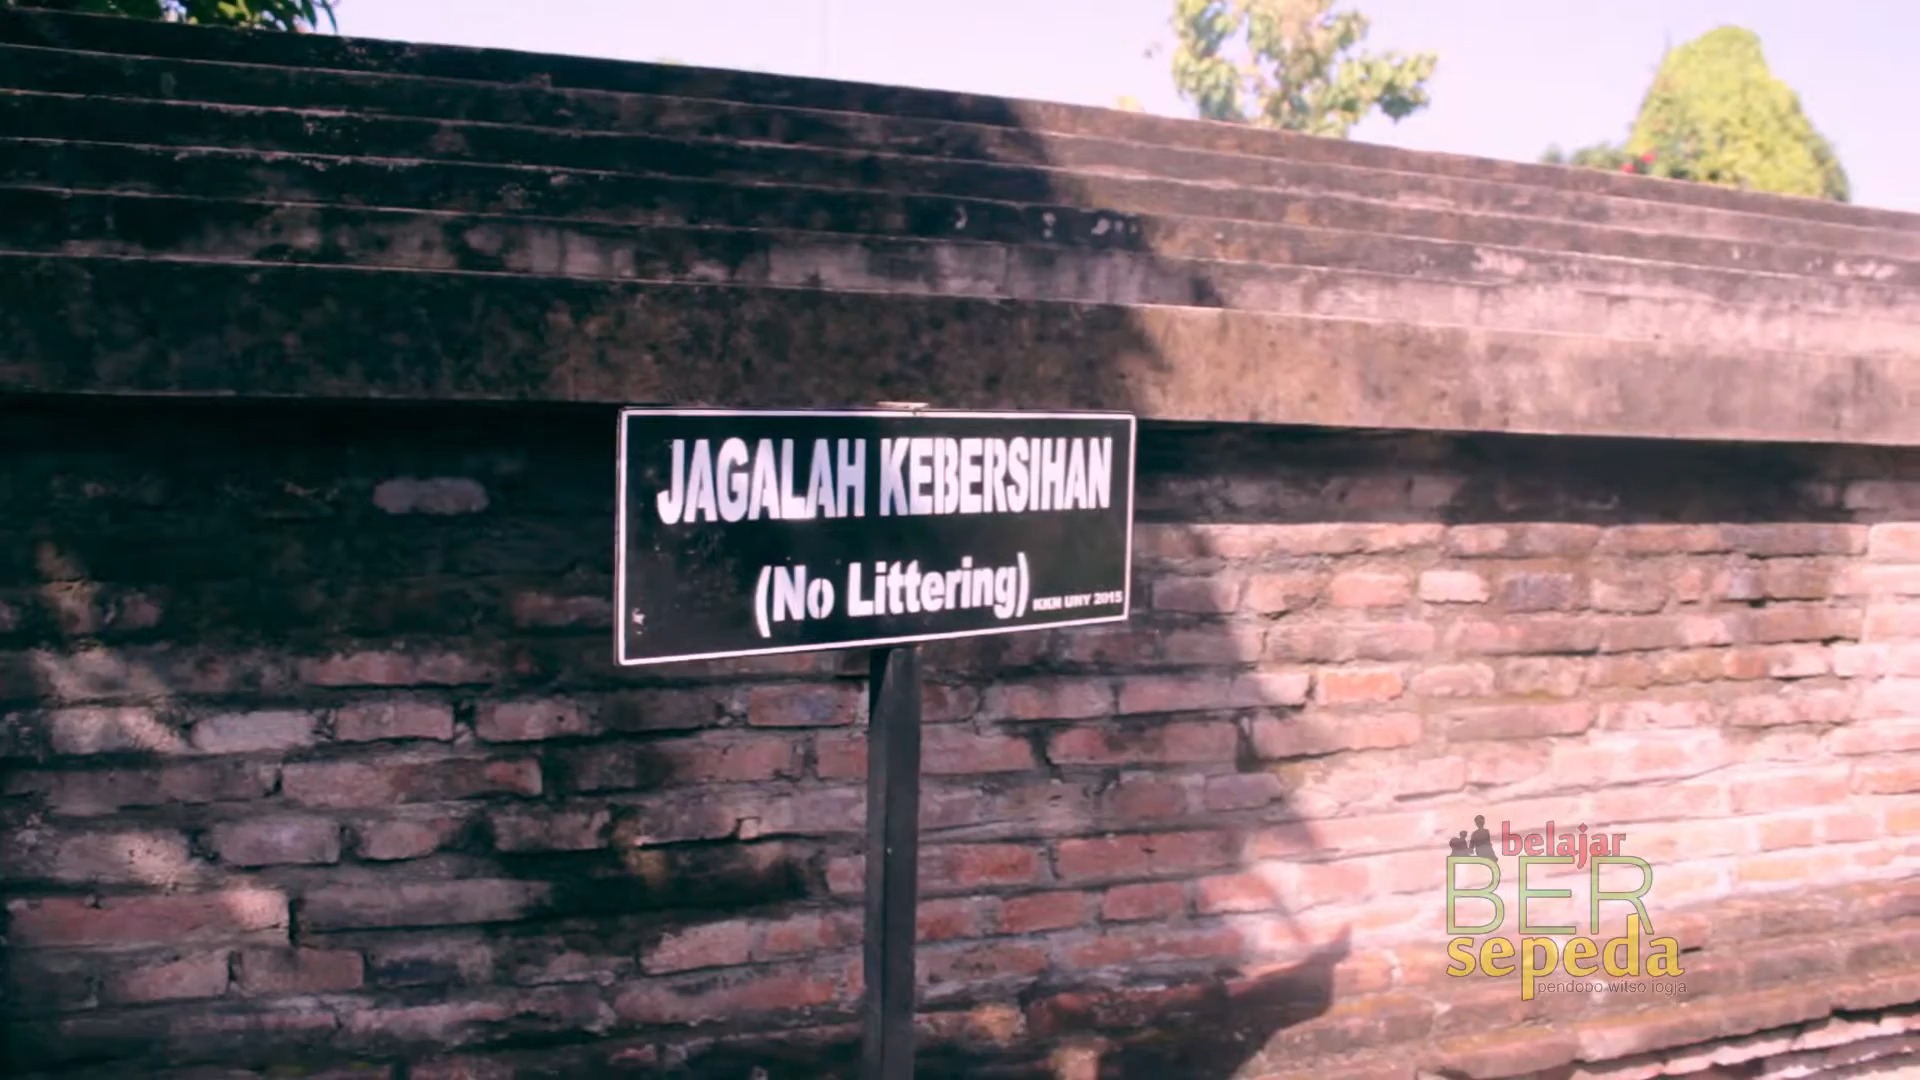 JAGALAH KEBERSIHAN
(No Littering)
KKN UNY 2015
belajar
BER
sepeda
pendopo witso jogja